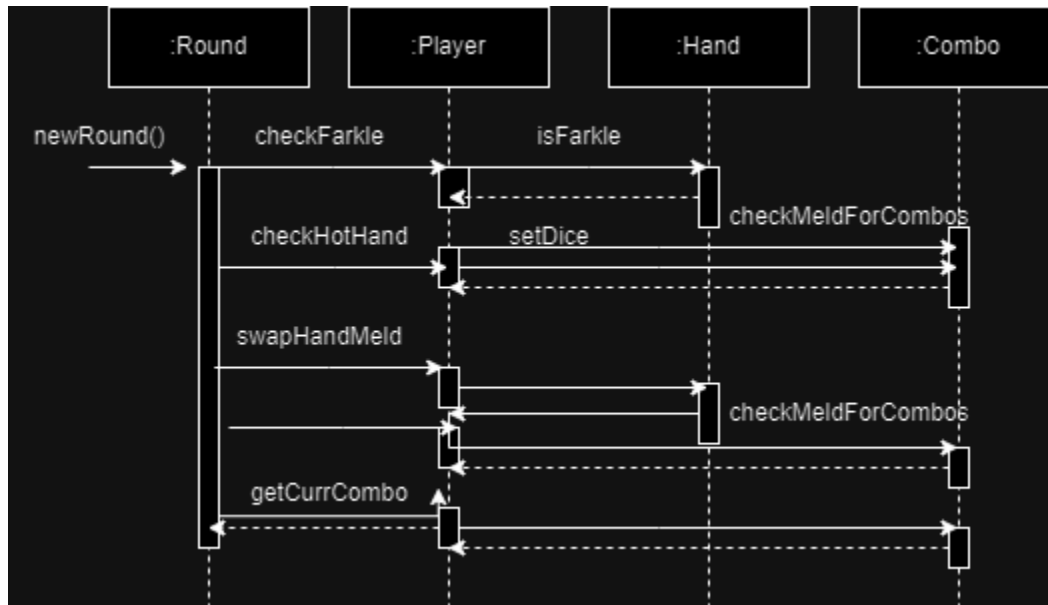 :Round
:Player
:Hand
:Combo
newRound()
checkFarkle
isFarkle
checkMeldForCombos
checkHotHand
setDice
swapHandMeld
checkMeldForCombos
getCurrCombo